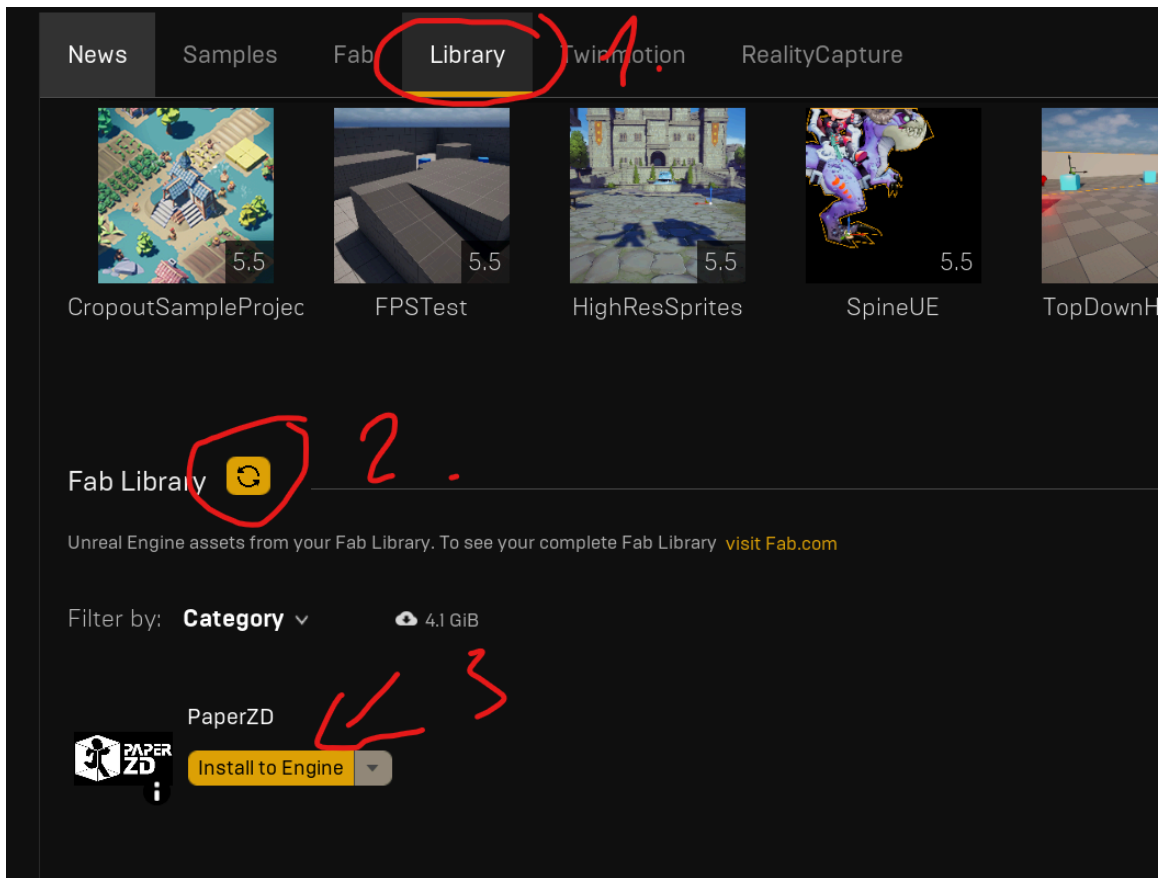 News Samples Fab Library Twinmotion RealityCapture
1.
5.5 5.5 5.5 5.5
CropoutSampleProjec FPSTest HighResSprites SpineUE TopDownH
2.
Fab Library
Unreal Engine assets from your Fab Library. To see your complete Fab Library visit Fab.com
Filter by: Category 4.1 GiB
3
PaperZD
PAPER
ZD
Install to Engine